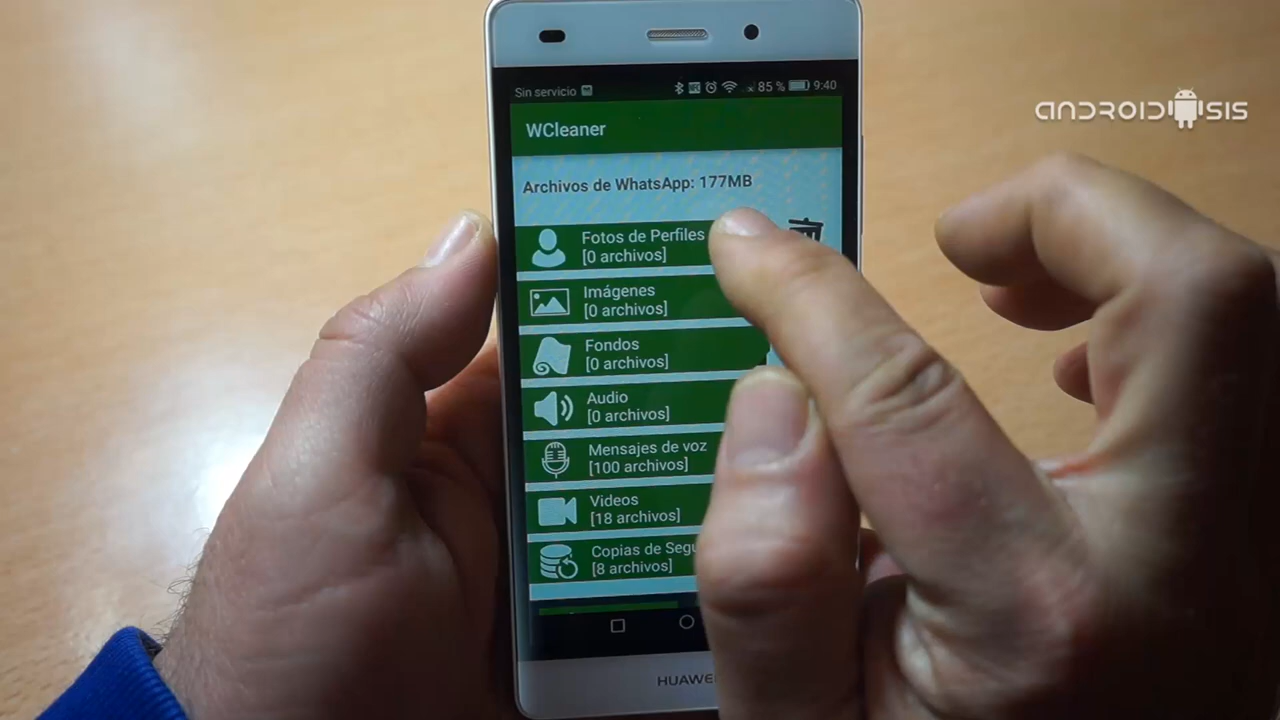 Sin servicio
85 % 9:40
ANDROIDSIS
WCleaner
Archivos de WhatsApp: 177MB
Fotos de Perfiles
[0 archivos]
Imágenes
[0 archivos]
Fondos
[0 archivos]
Audio
[0 archivos]
Mensajes de voz
[100 archivos]
Videos
[18 archivos]
Copias de Segu
[8 archivos]
HUAWEI